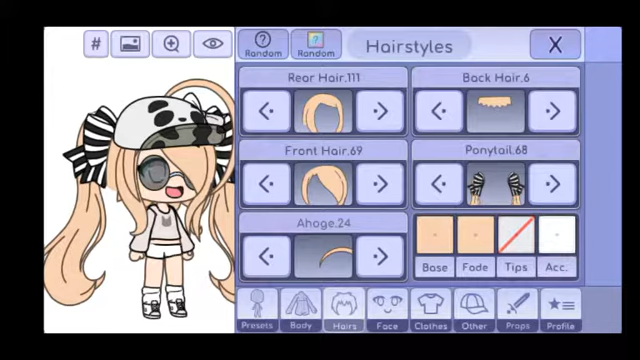 #
Random
Random
Hairstyles
X
Rear Hair.111
Back Hair.6
Front Hair.69
Ponytail.68
Ahoge.24
Base
Fade
Tips
Acc.
Presets
Body
Hairs
Face
Clothes
Other
Props
Profile